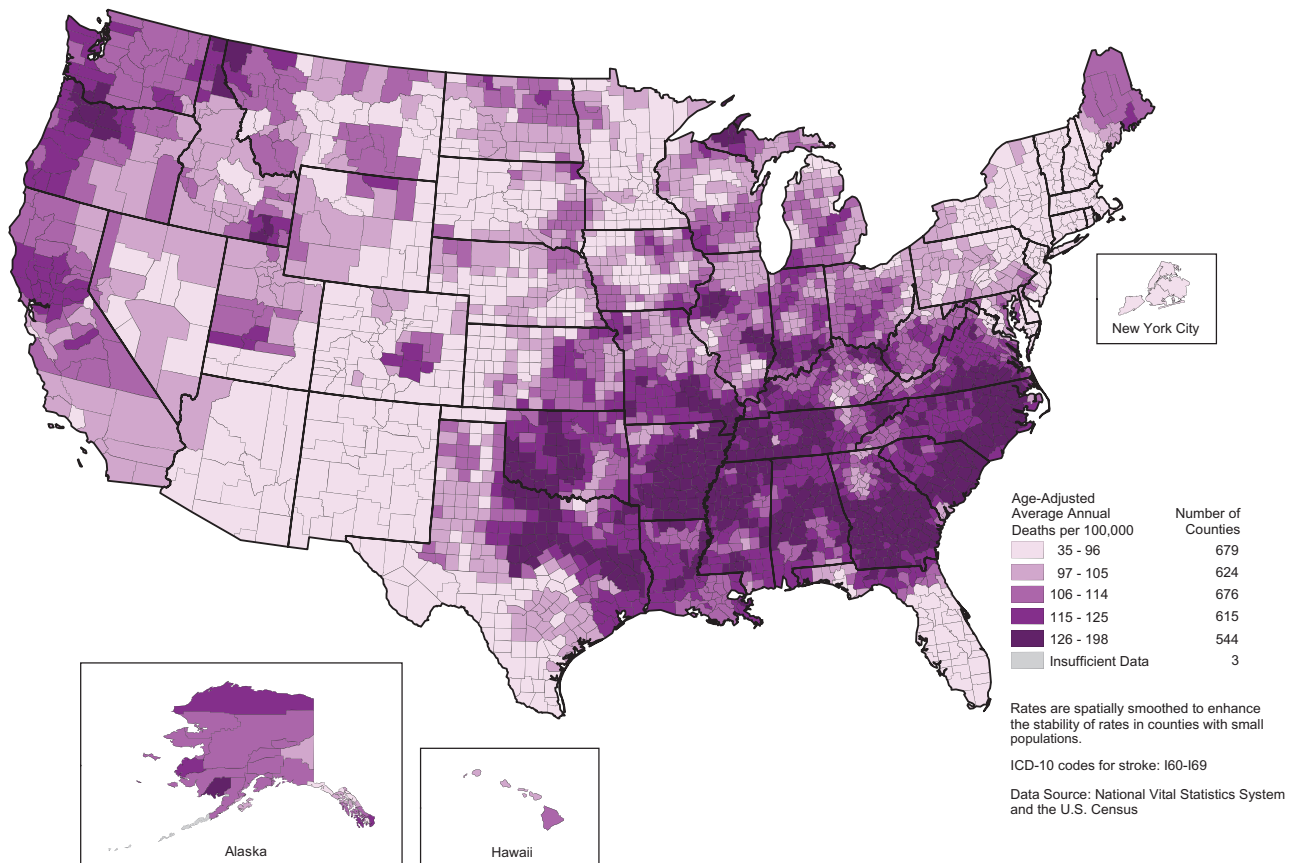 New York City
Age-Adjusted
Average Annual
Deaths per 100,000
Number of
Counties
35 - 96 679
97 - 105 624
106 - 114 676
115 - 125 615
126 - 198 544
Insufficient Data 3
Rates are spatially smoothed to enhance
the stability of rates in counties with small
populations.
ICD-10 codes for stroke: I60-I69
Data Source: National Vital Statistics System
and the U.S. Census
Alaska
Hawaii